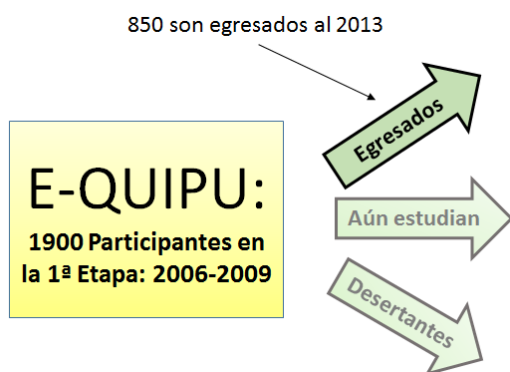 850 son egresados al 2013
Egresados
E-QUIPU:
1900 Participantes en
la 1ª Etapa: 2006-2009
Aún estudian
Desertantes